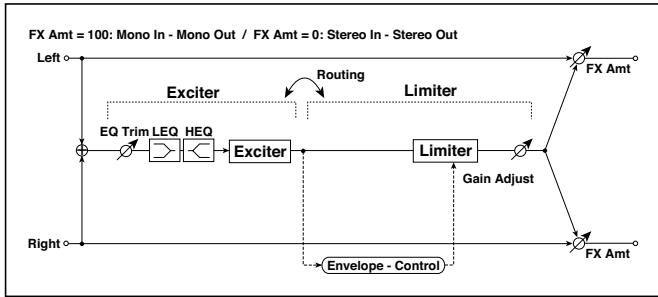 FX Amt = 100: Mono In - Mono Out / FX Amt = 0: Stereo In - Stereo Out
Left
FX Amt
Routing
Exciter
Limiter
EQ Trim LEQ HEQ
Exciter
Limiter
Gain Adjust
Right
FX Amt
Envelope - Control